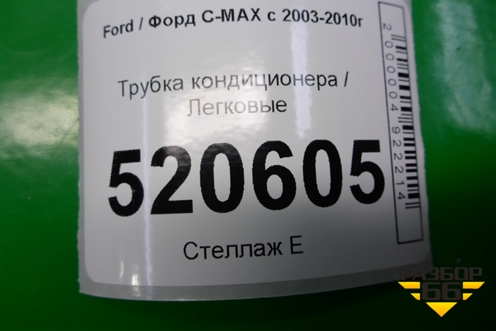 Ford / Форд C-MAX с 2003-2010г
Трубка кондиционера /
Легковые
520605
Стеллаж Е
2000004922214
РАЗБОР
66